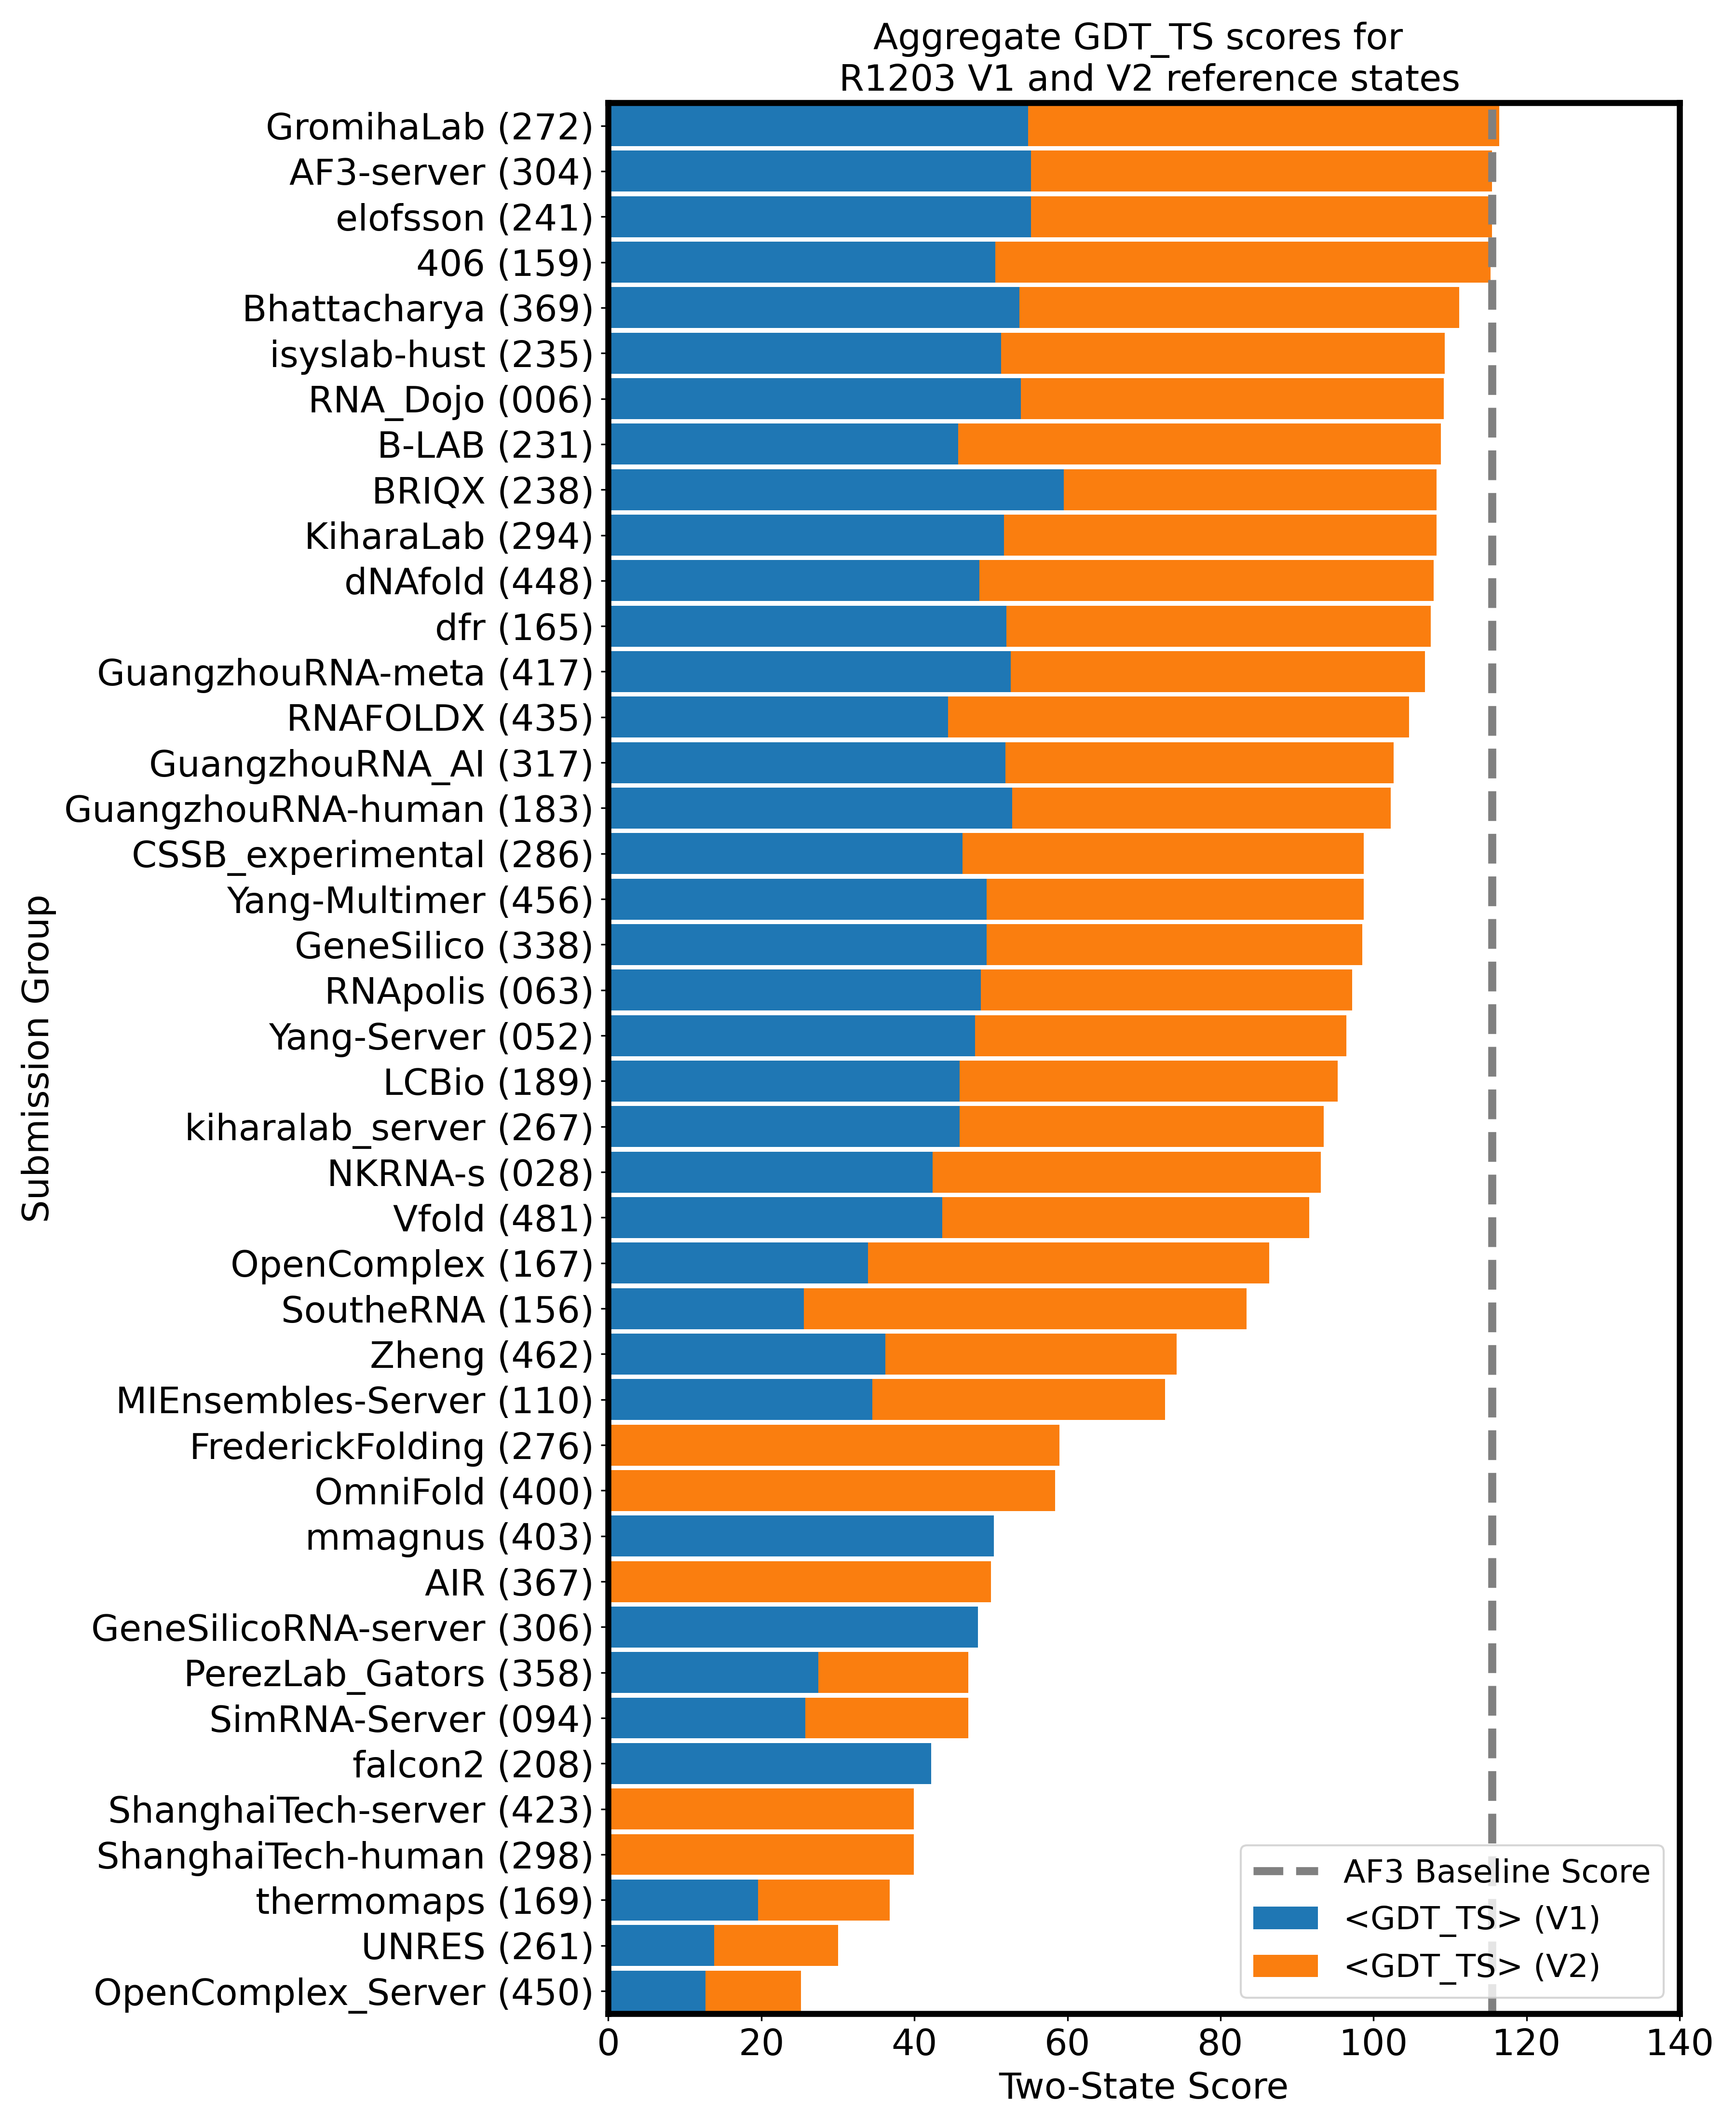 Aggregate GDT_TS scores for
R1203 V1 and V2 reference states
GromihaLab (272)
AF3-server (304)
elofsson (241)
406 (159)
Bhattacharya (369)
isyslab-hust (235)
RNA_Dojo (006)
B-LAB (231)
BRIQX (238)
KiharaLab (294)
dNAfold (448)
dfr (165)
GuangzhouRNA-meta (417)
RNAFOLDX (435)
GuangzhouRNA_AI (317)
GuangzhouRNA-human (183)
CSSB_experimental (286)
Yang-Multimer (456)
GeneSilico (338)
RNApolis (063)
Yang-Server (052)
LCBio (189)
kiharalab_server (267)
NKRNA-s (028)
Vfold (481)
OpenComplex (167)
SoutheRNA (156)
Zheng (462)
MIEnsembles-Server (110)
FrederickFolding (276)
OmniFold (400)
mmagnus (403)
AIR (367)
GeneSilicoRNA-server (306)
PerezLab_Gators (358)
SimRNA-Server (094)
falcon2 (208)
ShanghaiTech-server (423)
ShanghaiTech-human (298)
thermomaps (169)
UNRES (261)
OpenComplex_Server (450)
Submission Group
AF3 Baseline Score
<GDT_TS> (V1)
<GDT_TS> (V2)
0 20 40 60 80 100 120 140
Two-State Score